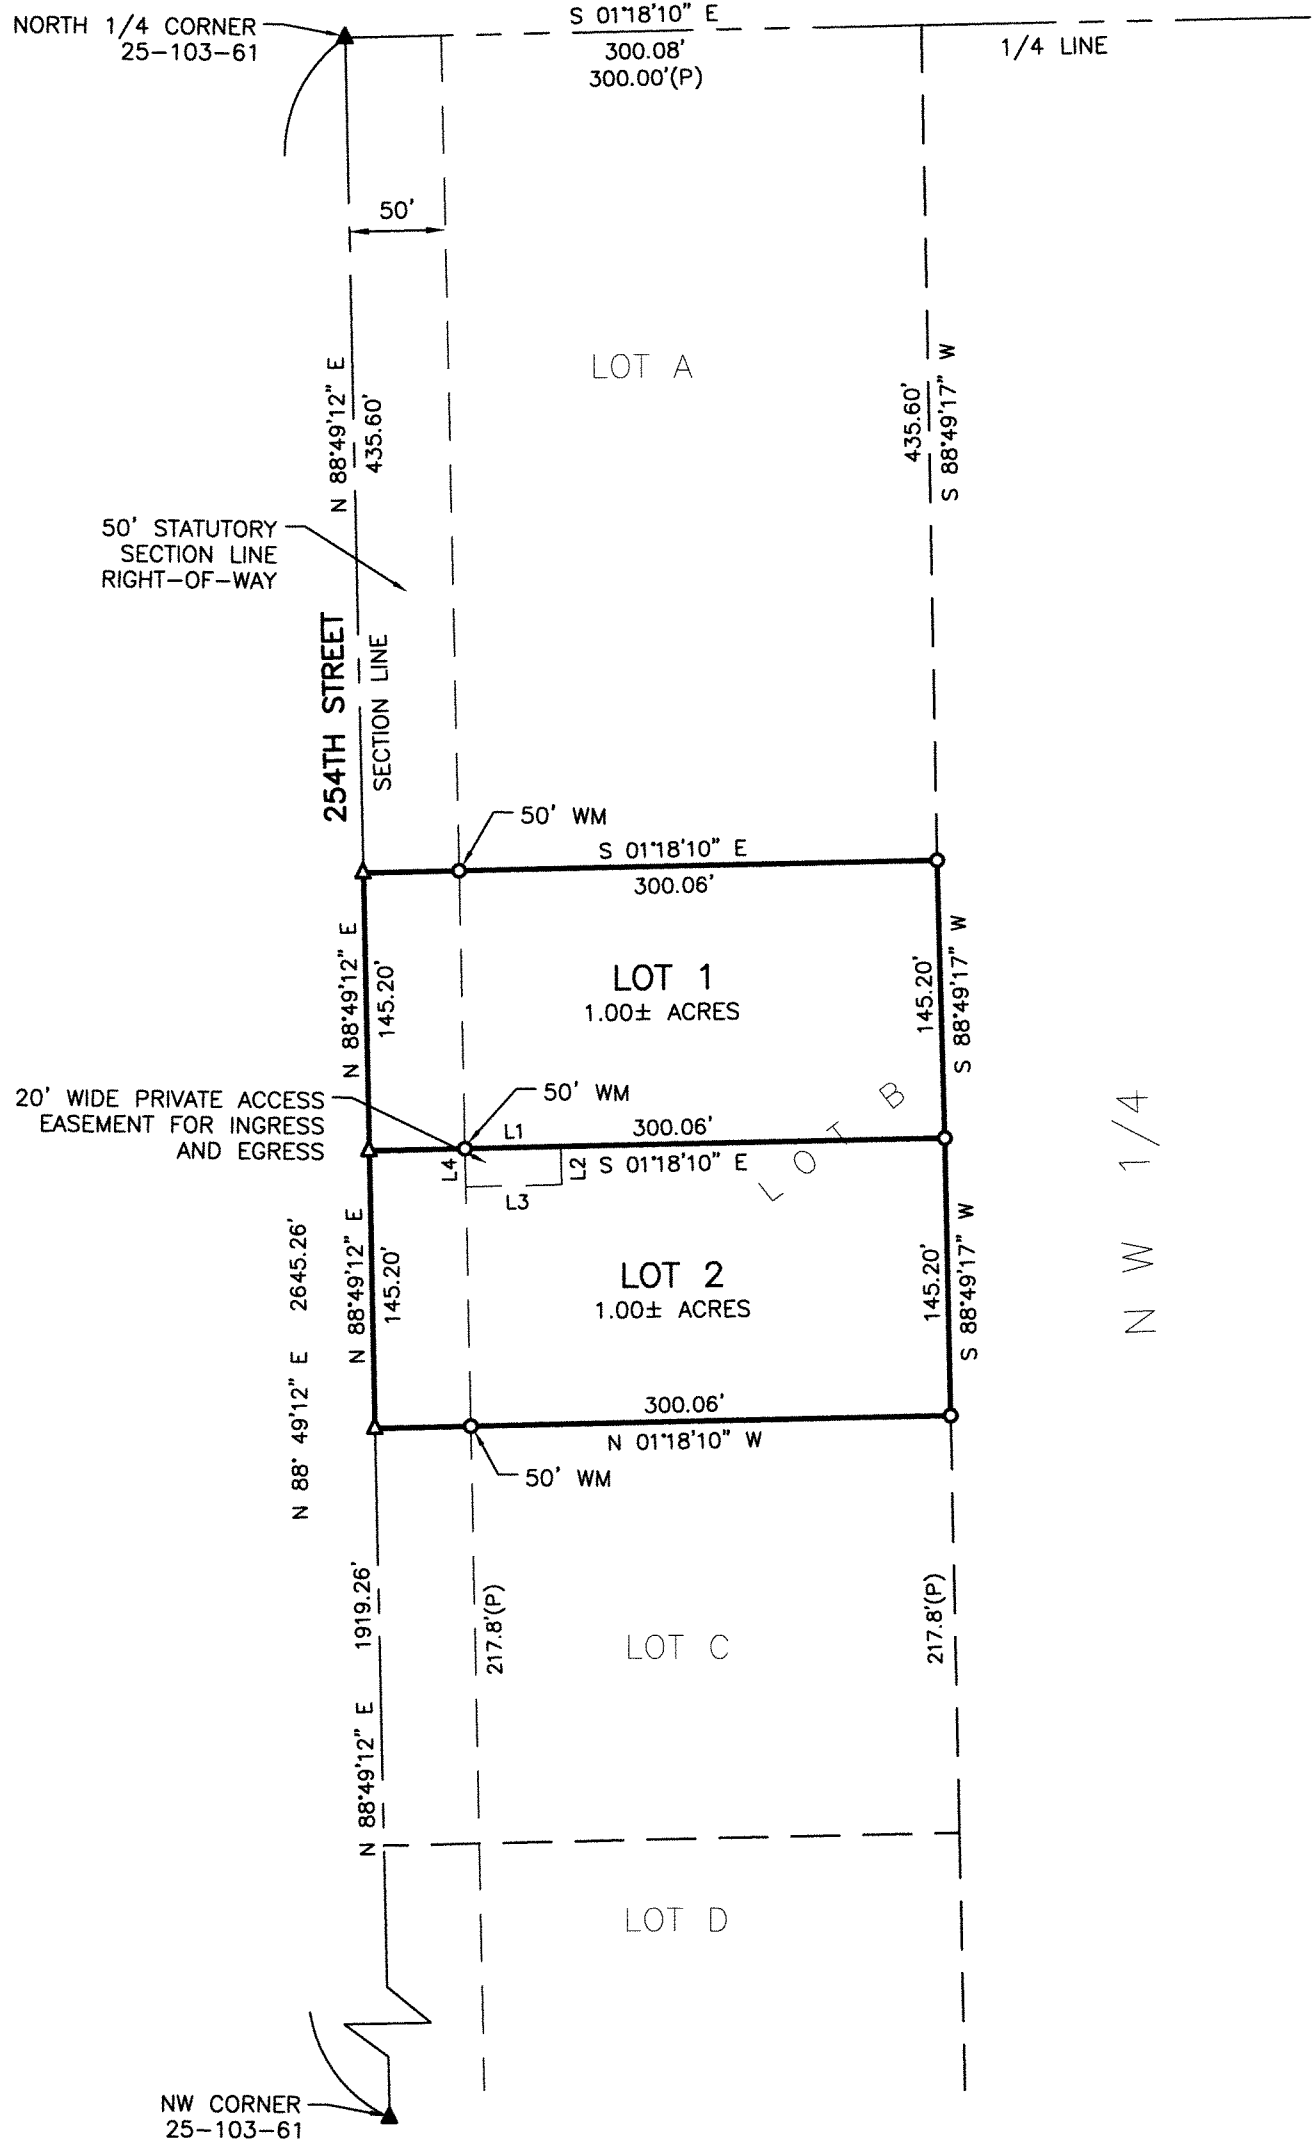 S 01°18'10" E
NORTH 1/4 CORNER
25-103-61
300.08'
300.00'(P)
1/4 LINE
50'
LOT A
N 88°49'12" E
435.60'
435.60'
S 88°49'17" W
50' STATUTORY
SECTION LINE
RIGHT-OF-WAY
254TH STREET
SECTION LINE
50' WM
S 01°18'10" E
300.06'
N 88°49'12" E
145.20'
LOT 1
1.00± ACRES
145.20'
S 88°49'17" W
20' WIDE PRIVATE ACCESS
EASEMENT FOR INGRESS
AND EGRESS
50' WM
L1
300.06'
S 01°18'10" E
L2
L4
L3
LOT B
NW 1/4
N 88° 49'12" E 2645.26'
N 88°49'12" E
145.20'
LOT 2
1.00± ACRES
145.20'
S 88°49'17" W
300.06'
N 01°18'10" W
50' WM
N 88°49'12" E 1919.26'
217.8'(P)
LOT C
217.8'(P)
LOT D
NW CORNER
25-103-61